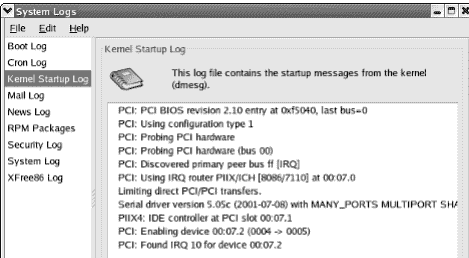 System Logs
File Edit Help
Boot Log
Cron Log
Kernel Startup Log
Mail Log
News Log
RPM Packages
Security Log
System Log
XFree86 Log
Kernel Startup Log
This log file contains the startup messages from the kernel
(dmesg).
PCI: PCI BIOS revision 2.10 entry at 0xf5040, last bus=0
PCI: Using configuration type 1
PCI: Probing PCI hardware
PCI: Probing PCI hardware (bus 00)
PCI: Discovered primary peer bus ff [IRQ]
PCI: Using IRQ router PIIX/ICH [8086/7110] at 00:07.0
Limiting direct PCI/PCI transfers.
Serial driver version 5.05c (2001-07-08) with MANY_PORTS MULTIPORT SHA
PIIX4: IDE controller at PCI slot 00:07.1
PCI: Enabling device 00:07.2 (0004 -> 0005)
PCI: Found IRQ 10 for device 00:07.2